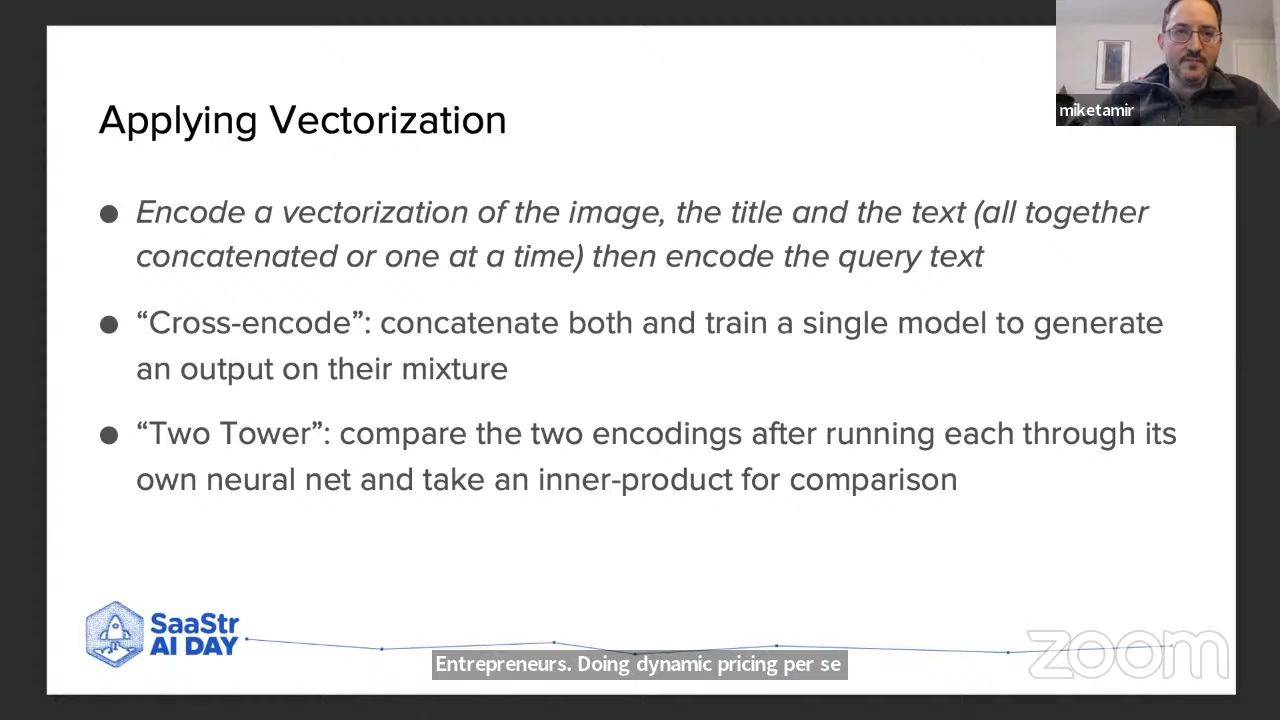 miketamir
Applying Vectorization
Encode a vectorization of the image, the title and the text (all together
concatenated or one at a time) then encode the query text
“Cross-encode”: concatenate both and train a single model to generate
an output on their mixture
“Two Tower”: compare the two encodings after running each through its
own neural net and take an inner-product for comparison
SaaStr
AI DAY
Entrepreneurs. Doing dynamic pricing per se
zoom